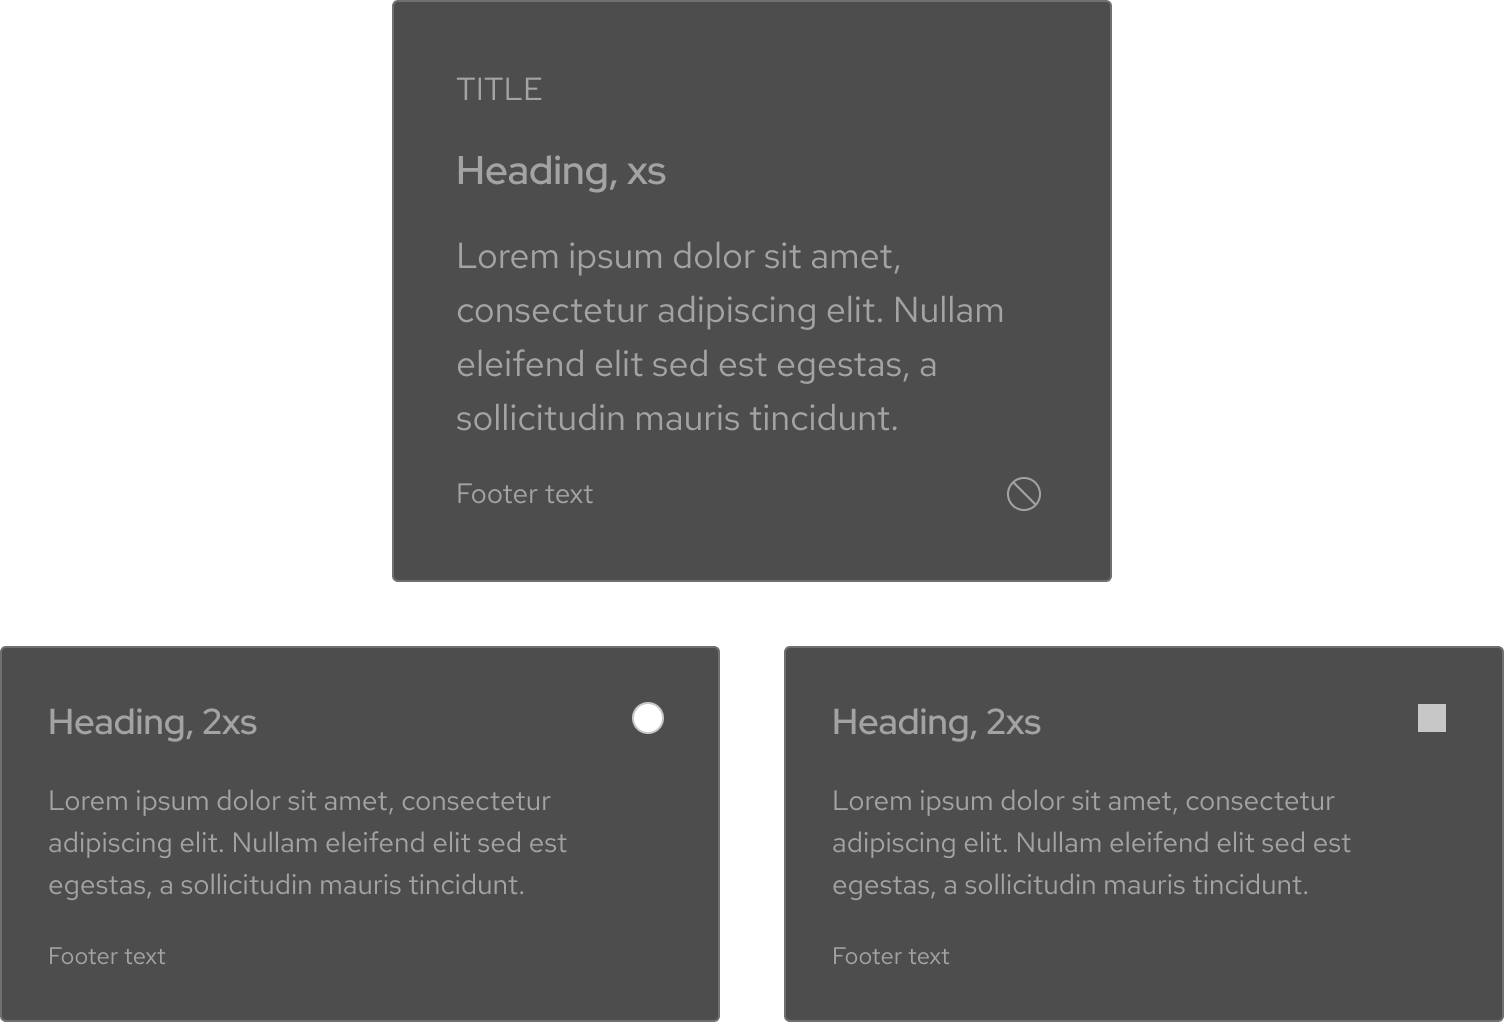 TITLE
Heading, xs
Lorem ipsum dolor sit amet,
consectetur adipiscing elit. Nullam
eleifend elit sed est egestas, a
sollicitudin mauris tincidunt.
Footer text
Heading, 2xs
Lorem ipsum dolor sit amet, consectetur
adipiscing elit. Nullam eleifend elit sed est
egestas, a sollicitudin mauris tincidunt.
Footer text
Heading, 2xs
Lorem ipsum dolor sit amet, consectetur
adipiscing elit. Nullam eleifend elit sed est
egestas, a sollicitudin mauris tincidunt.
Footer text